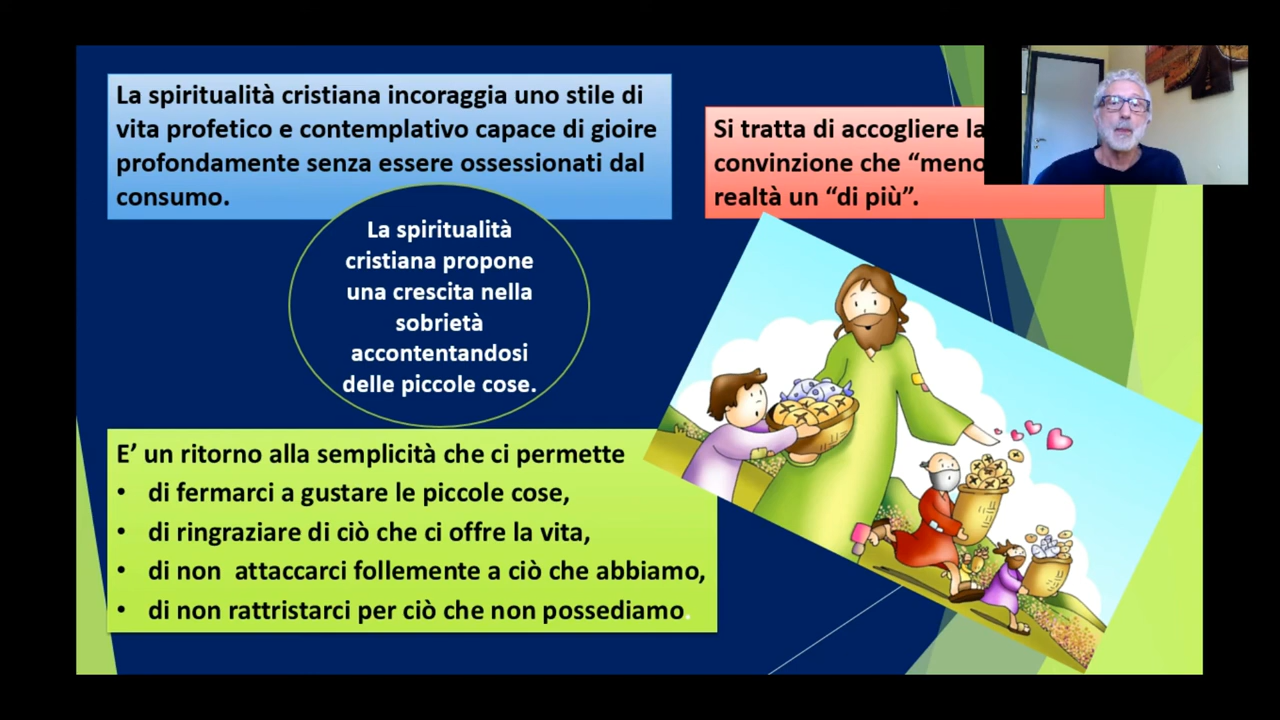 La spiritualità cristiana incoraggia uno stile di
vita profetico e contemplativo capace di gioire
profondamente senza essere ossessionati dal
consumo.
Si tratta di accogliere la
convinzione che “meno
realtà un “di più”.
La spiritualità
cristiana propone
una crescita nella
sobrietà
accontentandosi
delle piccole cose.
E’ un ritorno alla semplicità che ci permette
• di fermarci a gustare le piccole cose,
• di ringraziare di ciò che ci offre la vita,
• di non attaccarci follemente a ciò che abbiamo,
• di non rattristarci per ciò che non possediamo.